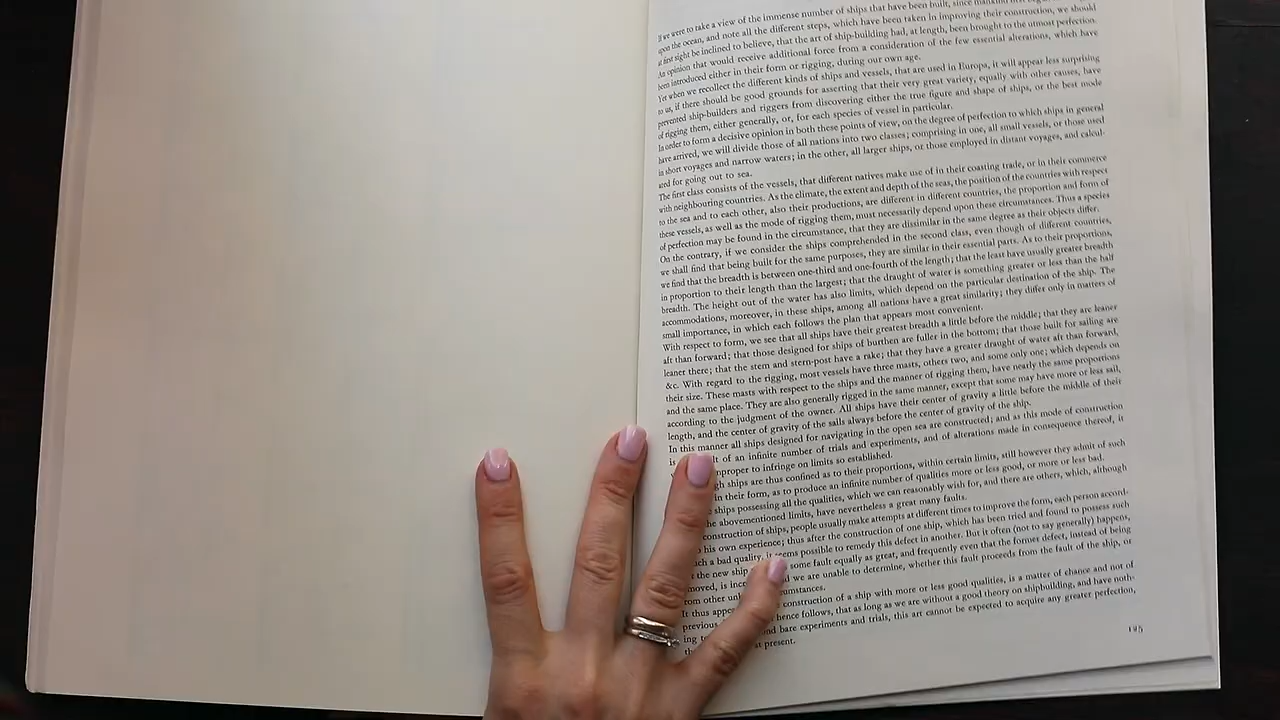 If we were to take a view of the immense number of ships that have been built, since mankind
upon the ocean, and note all the different steps, which have been taken in improving their construction, we should
at first sight be inclined to believe, that the art of ship-building had, at length, been brought to the utmost perfection.
An opinion that would receive additional force from a consideration of the few essential alterations, which have
been introduced either in their form or rigging, during our own age.
Yet when we recollect the different kinds of ships and vessels, that are used in Europa, it will appear less surprising
to us, if there should be good grounds for asserting that their very great variety, equally with other causes, have
prevented ship-builders and riggers from discovering either the true figure and shape of ships, or the best mode
of rigging them, either generally, or, for each species of vessel in particular.
In order to form a decisive opinion in both these points of view, on the degree of perfection to which ships in general
have arrived, we will divide those of all nations into two classes; comprising in one, all small vessels, or those used
in short voyages and narrow waters; in the other, all larger ships, or those employed in distant voyages, and calcul-
and for going out to sea.
The first class consists of the vessels, that different natives make use of in their coasting trade, or in their commerce
with neighbouring countries. As the climate, the extent and depth of the seas, the position of the countries with respect
to the sea and to each other, also their productions, are different in different countries, the proportion and form of
these vessels, as well as the mode of rigging them, must necessarily depend upon these circumstances. Thus a species
of perfection may be found in the circumstance, that they are dissimilar in the same degree as their objects differ.
On the contrary, if we consider the ships comprehended in the second class, even though of different countries,
we shall find that being built for the same purposes, they are similar in their essential parts. As to their proportions,
we find that the breadth is between one-third and one-fourth of the length; that the least have usually greater breadth
in proportion to their length than the largest; that the draught of water is something greater or less than the half
breadth. The height out of the water has also limits, which depend on the particular destination of the ship. The
accommodations, moreover, in these ships, among all nations have a great similarity; they differ only in matters of
small importance, in which each follows the plan that appears most convenient.
With respect to form, we see that all ships have their greatest breadth a little before the middle; that they are leaner
aft than forward; that those designed for ships of burthen are fuller in the bottom; that those built for sailing are
leaner there; that the stem and stern-post have a rake; that they have a greater draught of water aft than forward,
&c. With regard to the rigging, most vessels have three masts, others two, and some only one; which depends on
their size. These masts with respect to the ships and the manner of rigging them, have neatly the same proportions
and the same place. They are also generally rigged in the same manner, except that some may have more or less sail,
according to the judgment of the owner. All ships have their center of gravity a little before the middle of their
length, and the center of gravity of the sails always before the center of gravity of the ship.
In this manner all ships designed for navigating in the open sea are constructed; and as this mode of construction
is lt of an infinite number of trials and experiments, and of alterations made in consequence thereof, it
nproper to infringe on limits so established.
gh ships are thus confined as to their proportions, within certain limits, still however they admit of such
in their form, as to produce an infinite number of qualities more or less good, or more or less bad.
ships possessing all the qualities, which we can reasonably wish for, and there are others, which, although
he abovementioned limits, have nevertheless a great many faults.
construction of ships, people usually make attempts at different times to improve the form, each person accord-
his own experience; thus after the construction of one ship, which has been tried and found to possess such
uch a bad quality, it seems possible to remedy this defect in another. But it often (not to say generally) happens,
t the new ship some fault equally as great, and frequently even that the former defect, instead of being
moved, is incr d we are unable to determine, whether this fault proceeds from the fault of the ship, or
rom other unk cumstances.
It thus appe construction of a ship with more or less good qualities, is a matter of chance and not of
previous hence follows, that as long as we are without a good theory on shipbuilding, and have noth-
ing to ond bare experiments and trials, this art cannot be expected to acquire any greater perfection,
th at present.